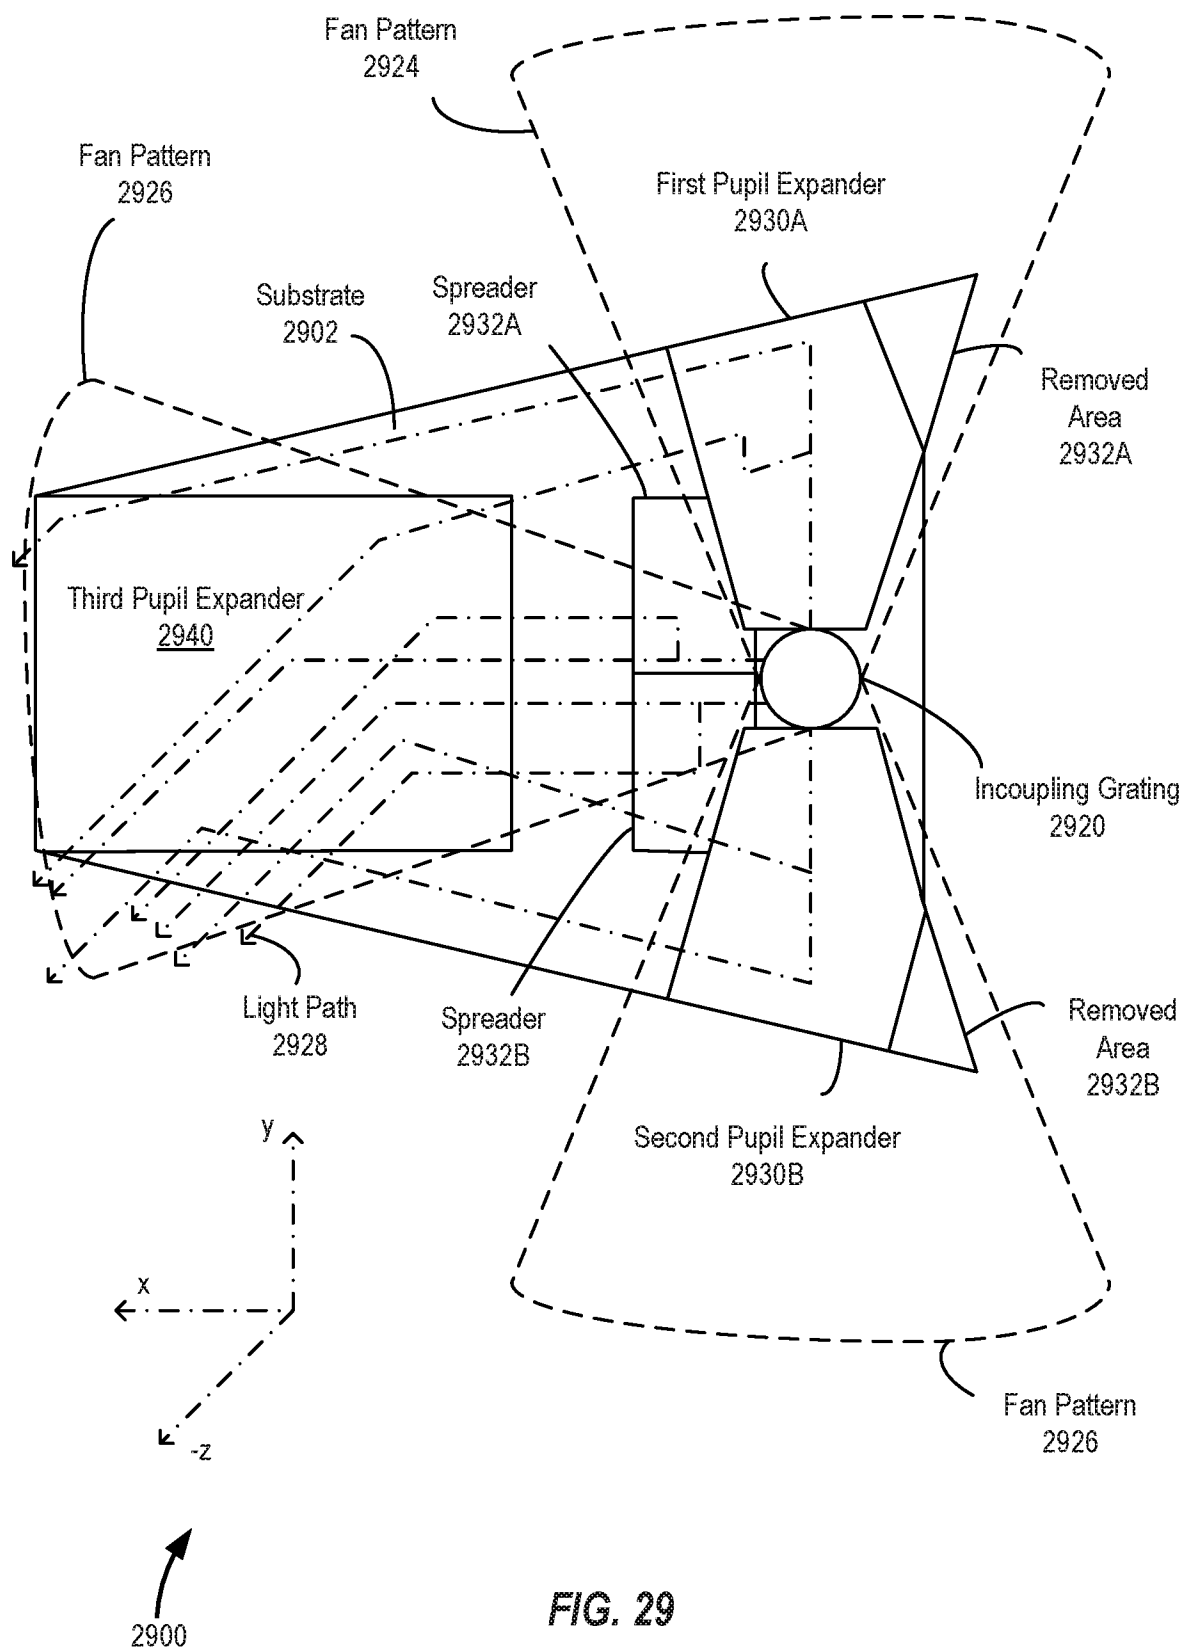 Fan Pattern
2924
Fan Pattern
2926
First Pupil Expander
2930A
Substrate
2902
Spreader
2932A
Removed
Area
2932A
Third Pupil Expander
2940
Incoupling Grating
2920
Light Path
2928
Spreader
2932B
Removed
Area
2932B
Second Pupil Expander
2930B
y
x
-z
Fan Pattern
2926
2900
FIG. 29